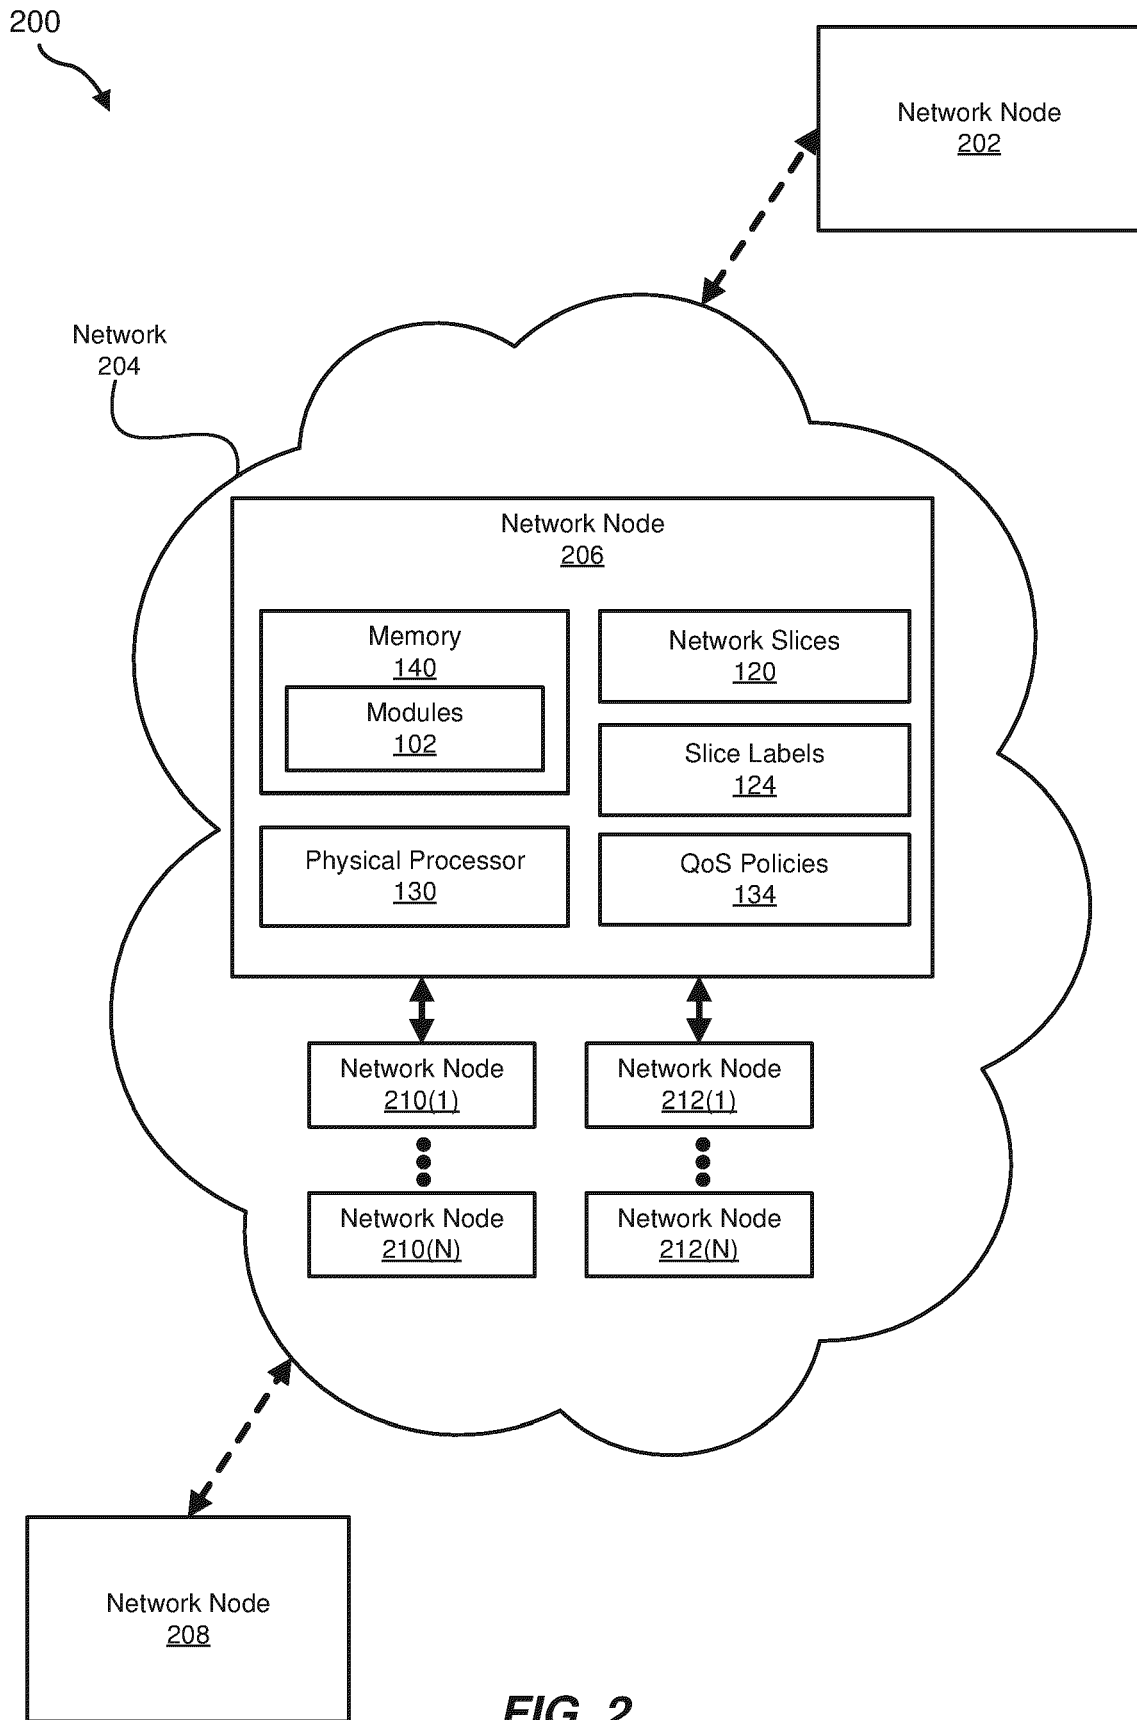 200
Network Node
202
Network
204
Network Node
206
Memory
140
Modules
102
Physical Processor
130
Network Slices
120
Slice Labels
124
QoS Policies
134
Network Node
210(1)
Network Node
212(1)
Network Node
210(N)
Network Node
212(N)
Network Node
208
FIG. 2